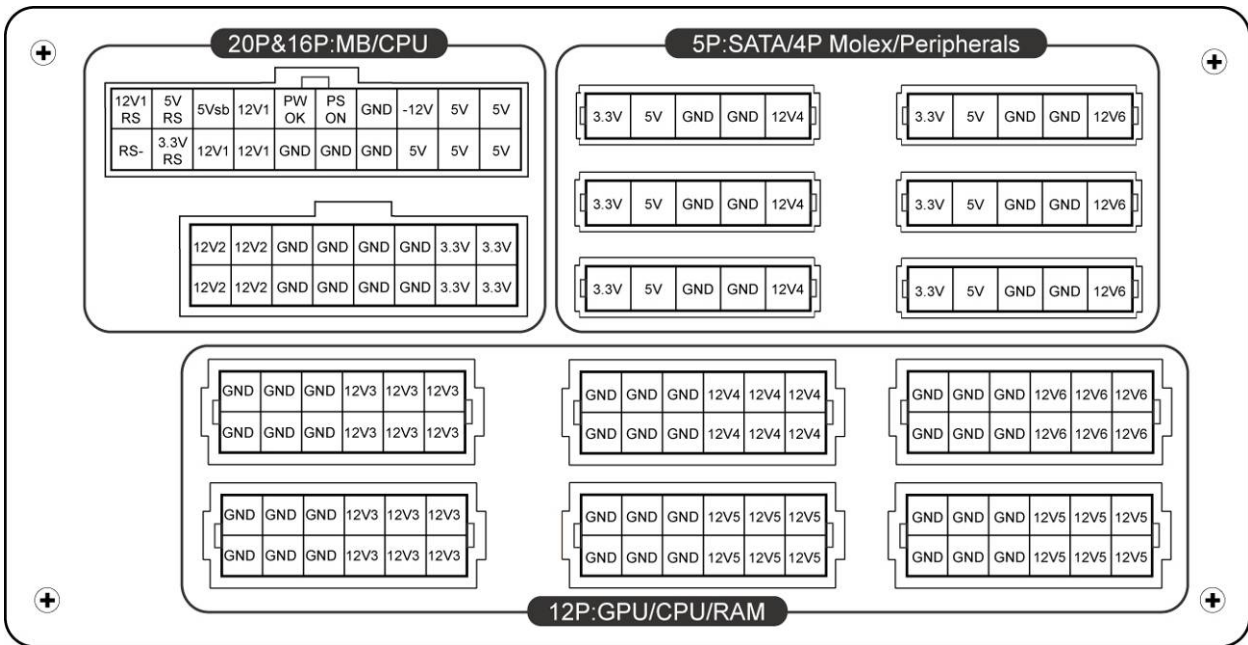 20P&16P:MB/CPU
12V1 RS 5V RS 5Vsb 12V1 PW OK PS ON GND -12V 5V 5V
RS- 3.3V RS 12V1 12V1 GND GND GND 5V 5V 5V
12V2 12V2 GND GND GND GND 3.3V 3.3V
12V2 12V2 GND GND GND GND 3.3V 3.3V
5P:SATA/4P Molex/Peripherals
3.3V 5V GND GND 12V4
3.3V 5V GND GND 12V6
3.3V 5V GND GND 12V4
3.3V 5V GND GND 12V6
3.3V 5V GND GND 12V4
3.3V 5V GND GND 12V6
GND GND GND 12V3 12V3 12V3
GND GND GND 12V3 12V3 12V3
GND GND GND 12V4 12V4 12V4
GND GND GND 12V4 12V4 12V4
GND GND GND 12V6 12V6 12V6
GND GND GND 12V6 12V6 12V6
GND GND GND 12V3 12V3 12V3
GND GND GND 12V3 12V3 12V3
GND GND GND 12V5 12V5 12V5
GND GND GND 12V5 12V5 12V5
GND GND GND 12V5 12V5 12V5
GND GND GND 12V5 12V5 12V5
12P:GPU/CPU/RAM